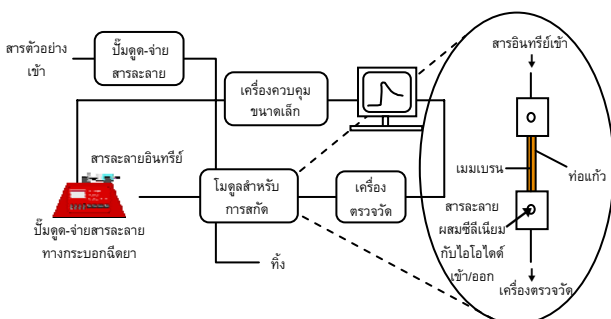 สารตัวอย่าง
เข้า
ปั๊มดูด-จ่าย
สารละลาย
เครื่องควบคุม
ขนาดเล็ก
สารละลายอินทรีย์
ปั๊มดูด-จ่ายสารละลาย
ทางกระบอกฉีดยา
โมดูลสำหรับ
การสกัด
เครื่อง
ตรวจวัด
ทิ้ง
สารอินทรีย์เข้า
เมมเบรน
ท่อแก้ว
สารละลาย
ผสมซีลีเนียม
กับไอโอไดด์
เข้า/ออก
เครื่องตรวจวัด